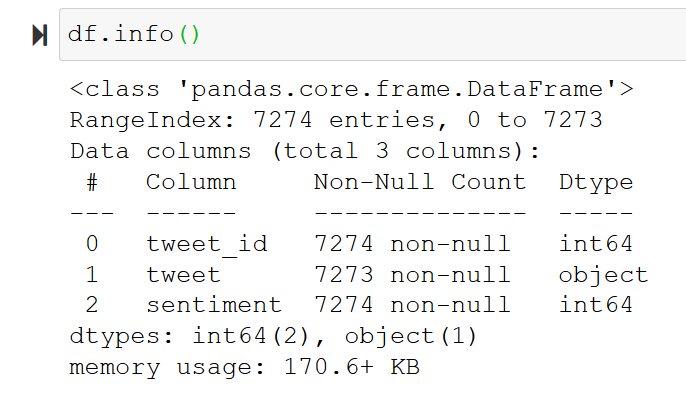 df.info()
<class 'pandas.core.frame.DataFrame'>
RangeIndex: 7274 entries, 0 to 7273
Data columns (total 3 columns):
 #   Column     Non-Null Count  Dtype
---  ------     --------------  -----
 0   tweet_id   7274 non-null   int64
 1   tweet      7273 non-null   object
 2   sentiment  7274 non-null   int64
dtypes: int64(2), object(1)
memory usage: 170.6+ KB